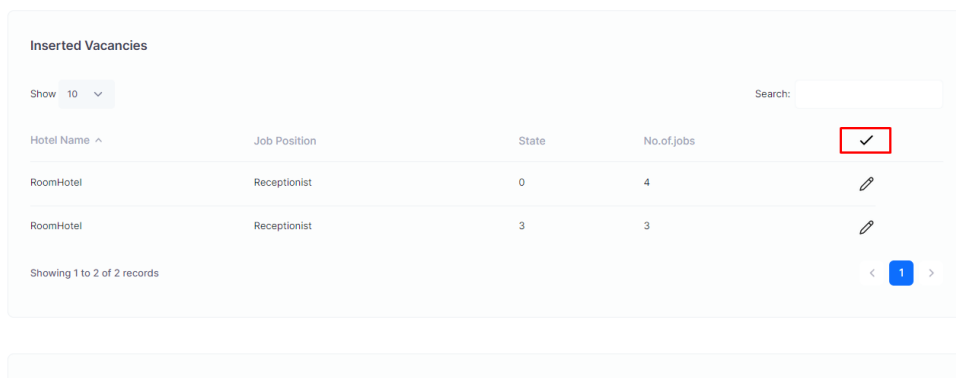 Inserted Vacancies
Show 10 Search:
Hotel Name Job Position State No.of.jobs
RoomHotel Receptionist 0 4
RoomHotel Receptionist 3 3
Showing 1 to 2 of 2 records
1